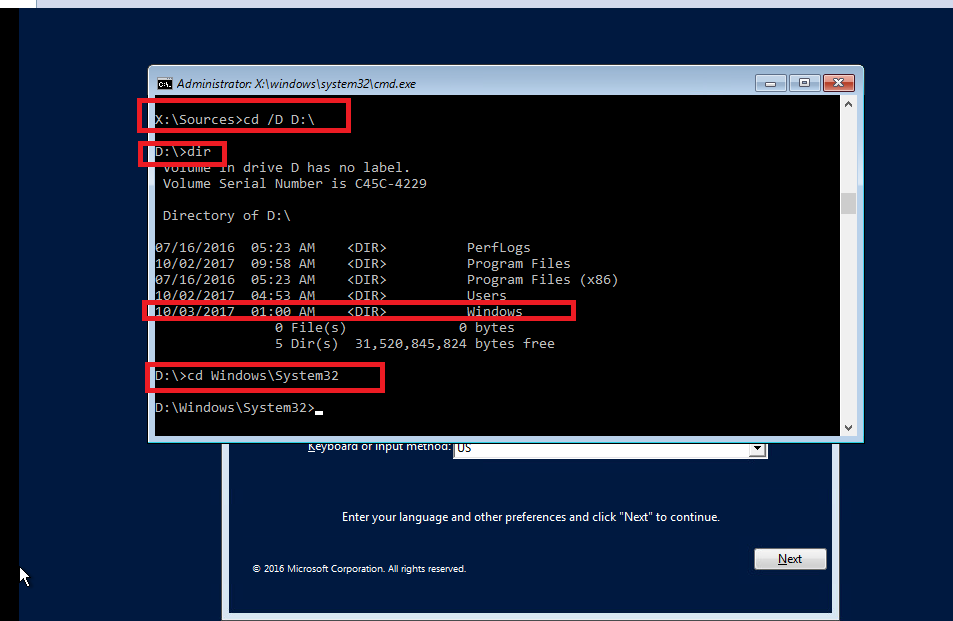 Administrator: X:\windows\system32\cmd.exe
X:\Sources>cd /D D:\
D:\>dir
Volume in drive D has no label.
Volume Serial Number is C45C-4229
Directory of D:\
07/16/2016 05:23 AM <DIR> PerfLogs
10/02/2017 09:58 AM <DIR> Program Files
07/16/2016 05:23 AM <DIR> Program Files (x86)
10/02/2017 04:53 AM <DIR> Users
10/03/2017 01:00 AM <DIR> Windows
0 File(s) 0 bytes
5 Dir(s) 31,520,845,824 bytes free
D:\>cd Windows\System32
D:\Windows\System32>
Keyboard or input method: US
Enter your language and other preferences and click "Next" to continue.
Next
© 2016 Microsoft Corporation. All rights reserved.